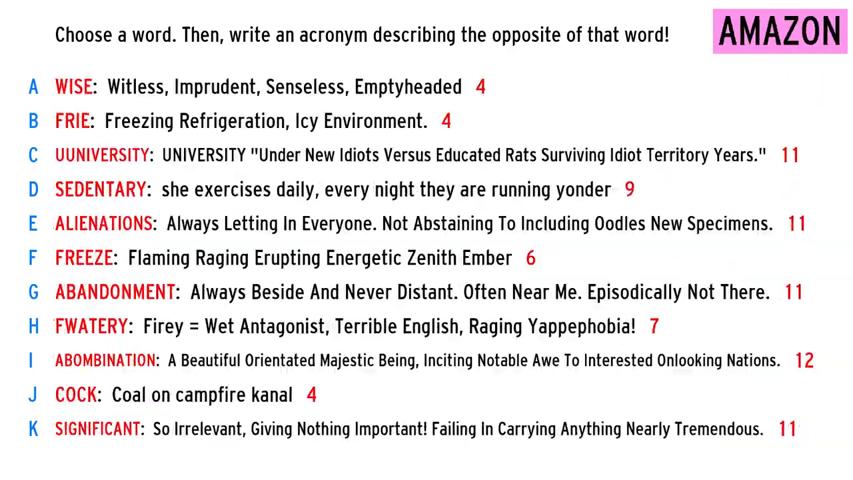 Choose a word. Then, write an acronym describing the opposite of that word!
AMAZON
A WISE: Witless, Imprudent, Senseless, Emptyheaded 4
B FRIE: Freezing Refrigeration, Icy Environment. 4
C UUNIVERSITY: UNIVERSITY "Under New Idiots Versus Educated Rats Surviving Idiot Territory Years." 11
D SEDENTARY: she exercises daily, every night they are running yonder 9
E ALIENATIONS: Always Letting In Everyone. Not Abstaining To Including Oodles New Specimens. 11
F FREEZE: Flaming Raging Erupting Energetic Zenith Ember 6
G ABANDONMENT: Always Beside And Never Distant. Often Near Me. Episodically Not There. 11
H FWATERY: Firey = Wet Antagonist, Terrible English, Raging Yappephobia! 7
I ABOMBINATION: A Beautiful Orientated Majestic Being, Inciting Notable Awe To Interested Onlooking Nations. 12
J COCK: Coal on campfire kanal 4
K SIGNIFICANT: So Irrelevant, Giving Nothing Important! Failing In Carrying Anything Nearly Tremendous. 11